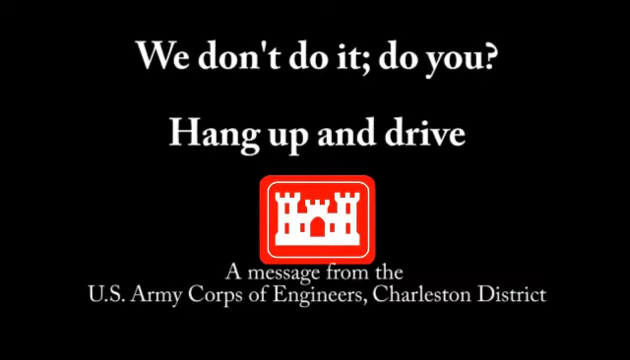 We don't do it; do you?
Hang up and drive
A message from the
U.S. Army Corps of Engineers, Charleston District